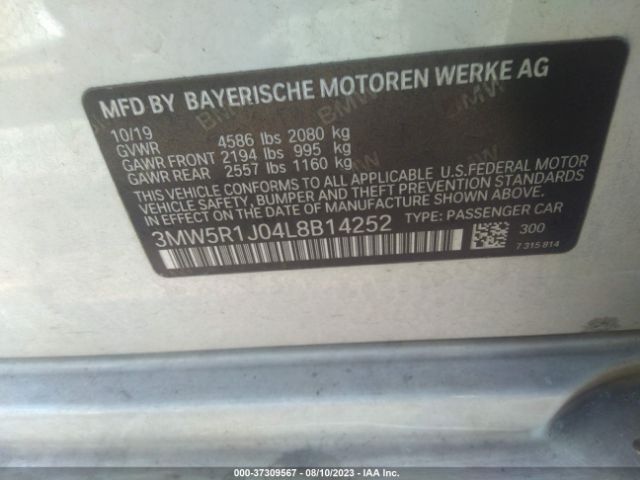 MFD BY BAYERISCHE MOTOREN WERKE AG
10/19
GVWR 4586 lbs 2080 kg
GAWR FRONT 2194 lbs 995 kg
GAWR REAR 2557 lbs 1160 kg
THIS VEHICLE CONFORMS TO ALL APPLICABLE U.S.FEDERAL MOTOR
VEHICLE SAFETY, BUMPER AND THEFT PREVENTION STANDARDS
IN EFFECT ON THE DATE OF MANUFACTURE SHOWN ABOVE.
3MW5R1J04L8B14252 TYPE: PASSENGER CAR
300
7 315 814
000-37309567 - 08/10/2023 - IAA Inc.